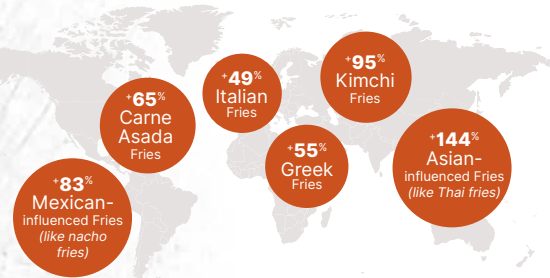 +65%
Carne
Asada
Fries
+49%
Italian
Fries
+95%
Kimchi
Fries
+83%
Mexican-
influenced Fries
(like nacho
fries)
+55%
Greek
Fries
+144%
Asian-
influenced Fries
(like Thai fries)